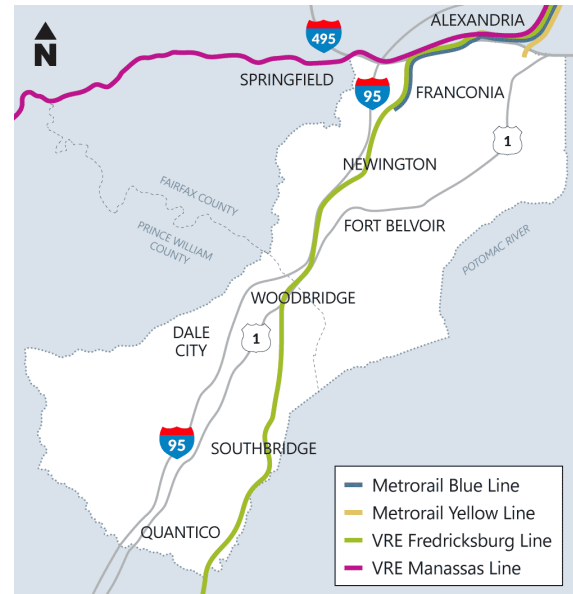 ALEXANDRIA
N
495
SPRINGFIELD
95
FRANCONIA
1
NEWINGTON
FAIRFAX COUNTY
FORT BELVOIR
PRINCE WILLIAM
COUNTY
POTOMAC RIVER
WOODBRIDGE
DALE
CITY
1
95
SOUTHBRIDGE
QUANTICO
Metrorail Blue Line
Metrorail Yellow Line
VRE Fredricksburg Line
VRE Manassas Line